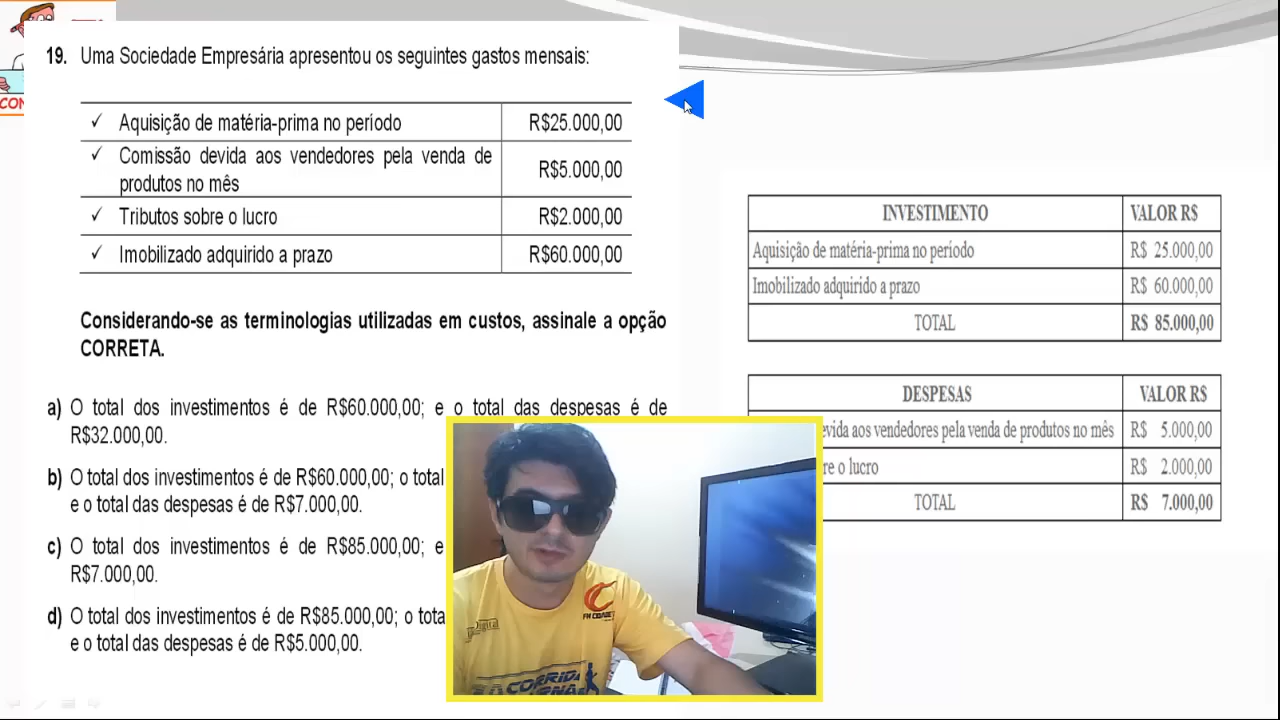 19. Uma Sociedade Empresária apresentou os seguintes gastos mensais:
✓ Aquisição de matéria-prima no período R$25.000,00
✓ Comissão devida aos vendedores pela venda de
produtos no mês R$5.000,00
✓ Tributos sobre o lucro R$2.000,00
✓ Imobilizado adquirido a prazo R$60.000,00
Considerando-se as terminologias utilizadas em custos, assinale a opção
CORRETA.
a) O total dos investimentos é de R$60.000,00; e o total das despesas é de
R$32.000,00.
b) O total dos investimentos é de R$60.000,00; o total
e o total das despesas é de R$7.000,00.
c) O total dos investimentos é de R$85.000,00; e
R$7.000,00.
d) O total dos investimentos é de R$85.000,00; o tota
e o total das despesas é de R$5.000,00.
INVESTIMENTO VALOR R$
Aquisição de matéria-prima no período R$ 25.000,00
Imobilizado adquirido a prazo R$ 60.000,00
TOTAL R$ 85.000,00
DESPESAS VALOR R$
evida aos vendedores pela venda de produtos no mês R$ 5.000,00
re o lucro R$ 2.000,00
TOTAL R$ 7.000,00
CON
Digital
CORRIDA